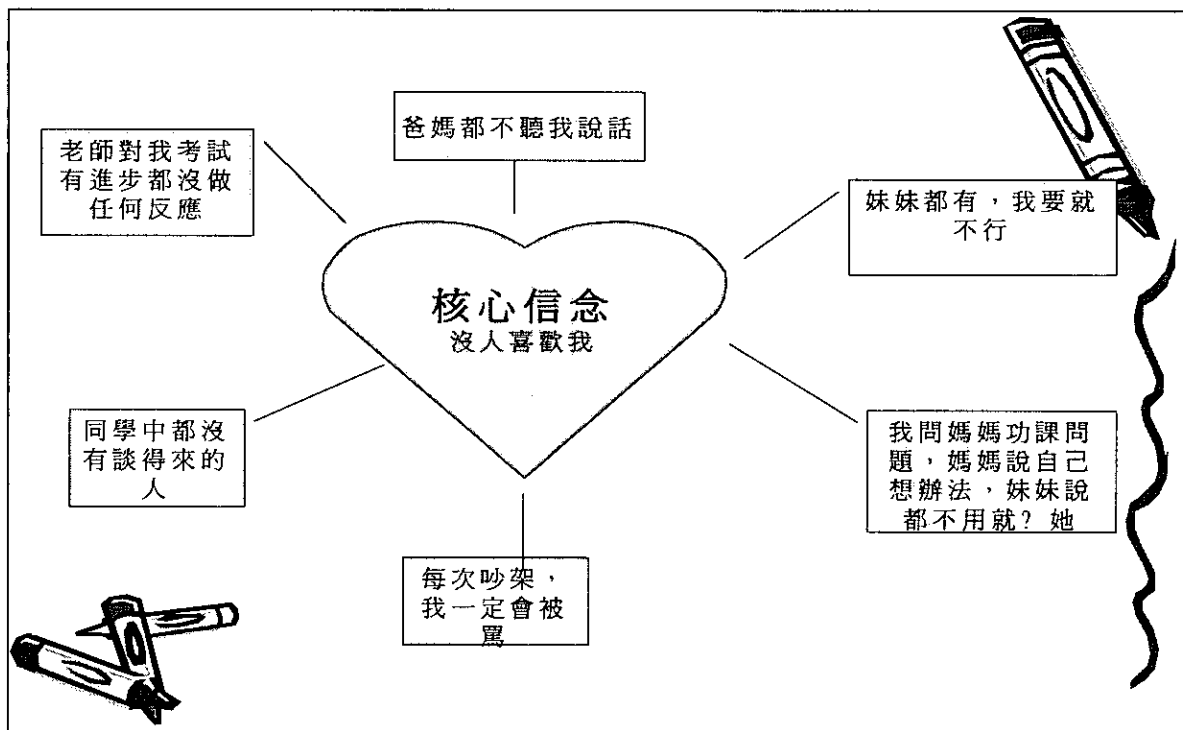 爸媽都不聽我說話
老師對我考試
有進步都沒做
任何反應
妹妹都有，我要就
不行
核心信念
沒人喜歡我
同學中都沒
有談得來的
人
我問媽媽功課問
題，媽媽說自己
想辦法，妹妹說
都不用就? 她
每次吵架，
我一定會被
罵